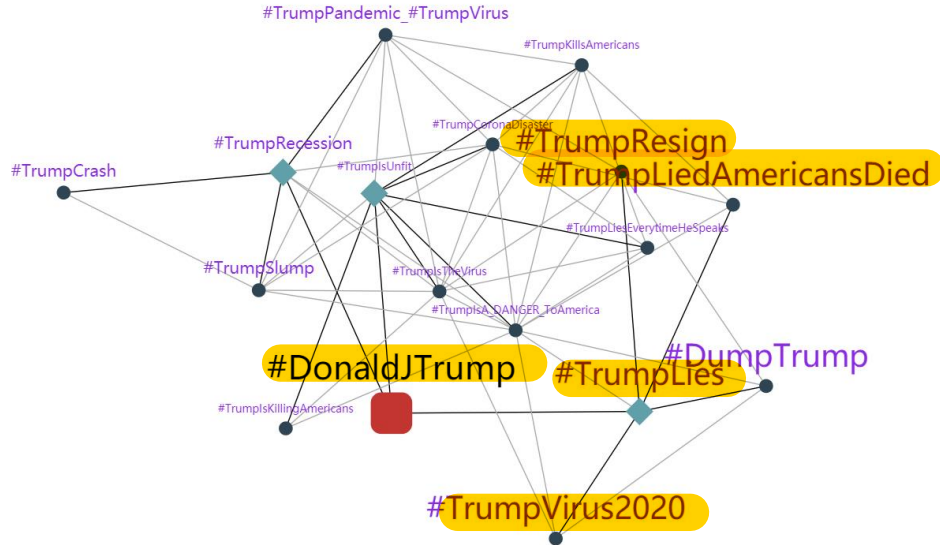 #TrumpPandemic_#TrumpVirus
#TrumpKillsAmericans
#TrumpCoronaDisaster
#TrumpResign
#TrumpRecession
#TrumpIsUnfit
#TrumpCrash
#TrumpLiedAmericansDied
#TrumpLiesEverytimeHeSpeaks
#TrumpSlump
#TrumpIsTheVirus
#TrumpIsA_DANGER_ToAmerica
#DumpTrump
#DonaldJTrump
#TrumpLies
#TrumpIsKillingAmericans
#TrumpVirus2020